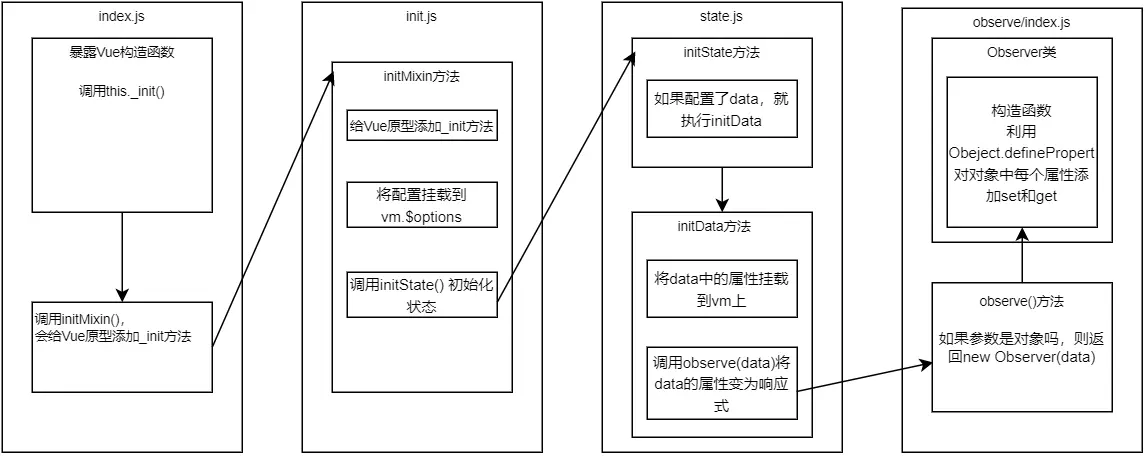 index.js
暴露Vue构造函数
调用this._init()
调用initMixin(),
会给Vue原型添加_init方法
init.js
initMixin方法
给Vue原型添加_init方法
将配置挂载到
vm.$options
调用initState() 初始化
状态
state.js
initState方法
如果配置了data，就
执行initData
initData方法
将data中的属性挂载
到vm上
调用observe(data)将
data的属性变为响应
式
observe/index.js
Observer类
构造函数
利用
Obeject.definePropert
对对象中每个属性添
加set和get
observe()方法
如果参数是对象吗，则返
回new Observer(data)